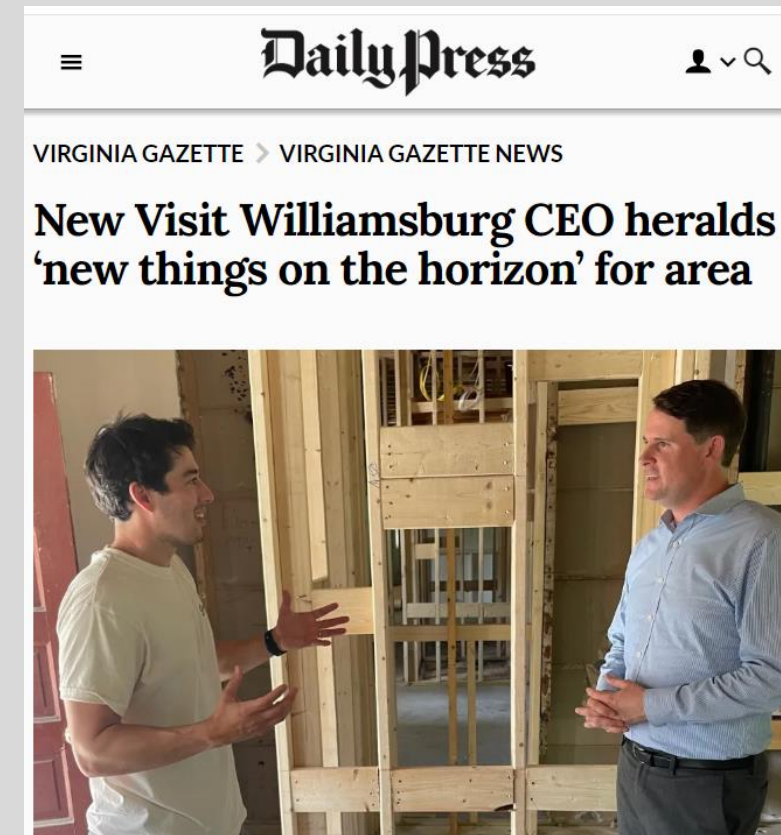 Daily Press
VIRGINIA GAZETTE > VIRGINIA GAZETTE NEWS
New Visit Williamsburg CEO heralds
‘new things on the horizon’ for area